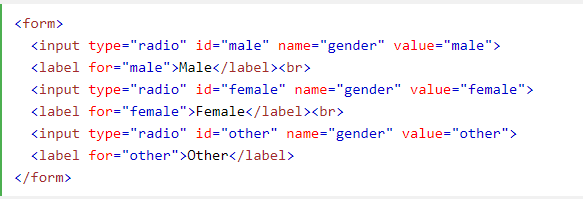 <form>
  <input type="radio" id="male" name="gender" value="male">
  <label for="male">Male</label><br>
  <input type="radio" id="female" name="gender" value="female">
  <label for="female">Female</label><br>
  <input type="radio" id="other" name="gender" value="other">
  <label for="other">Other</label>
</form>